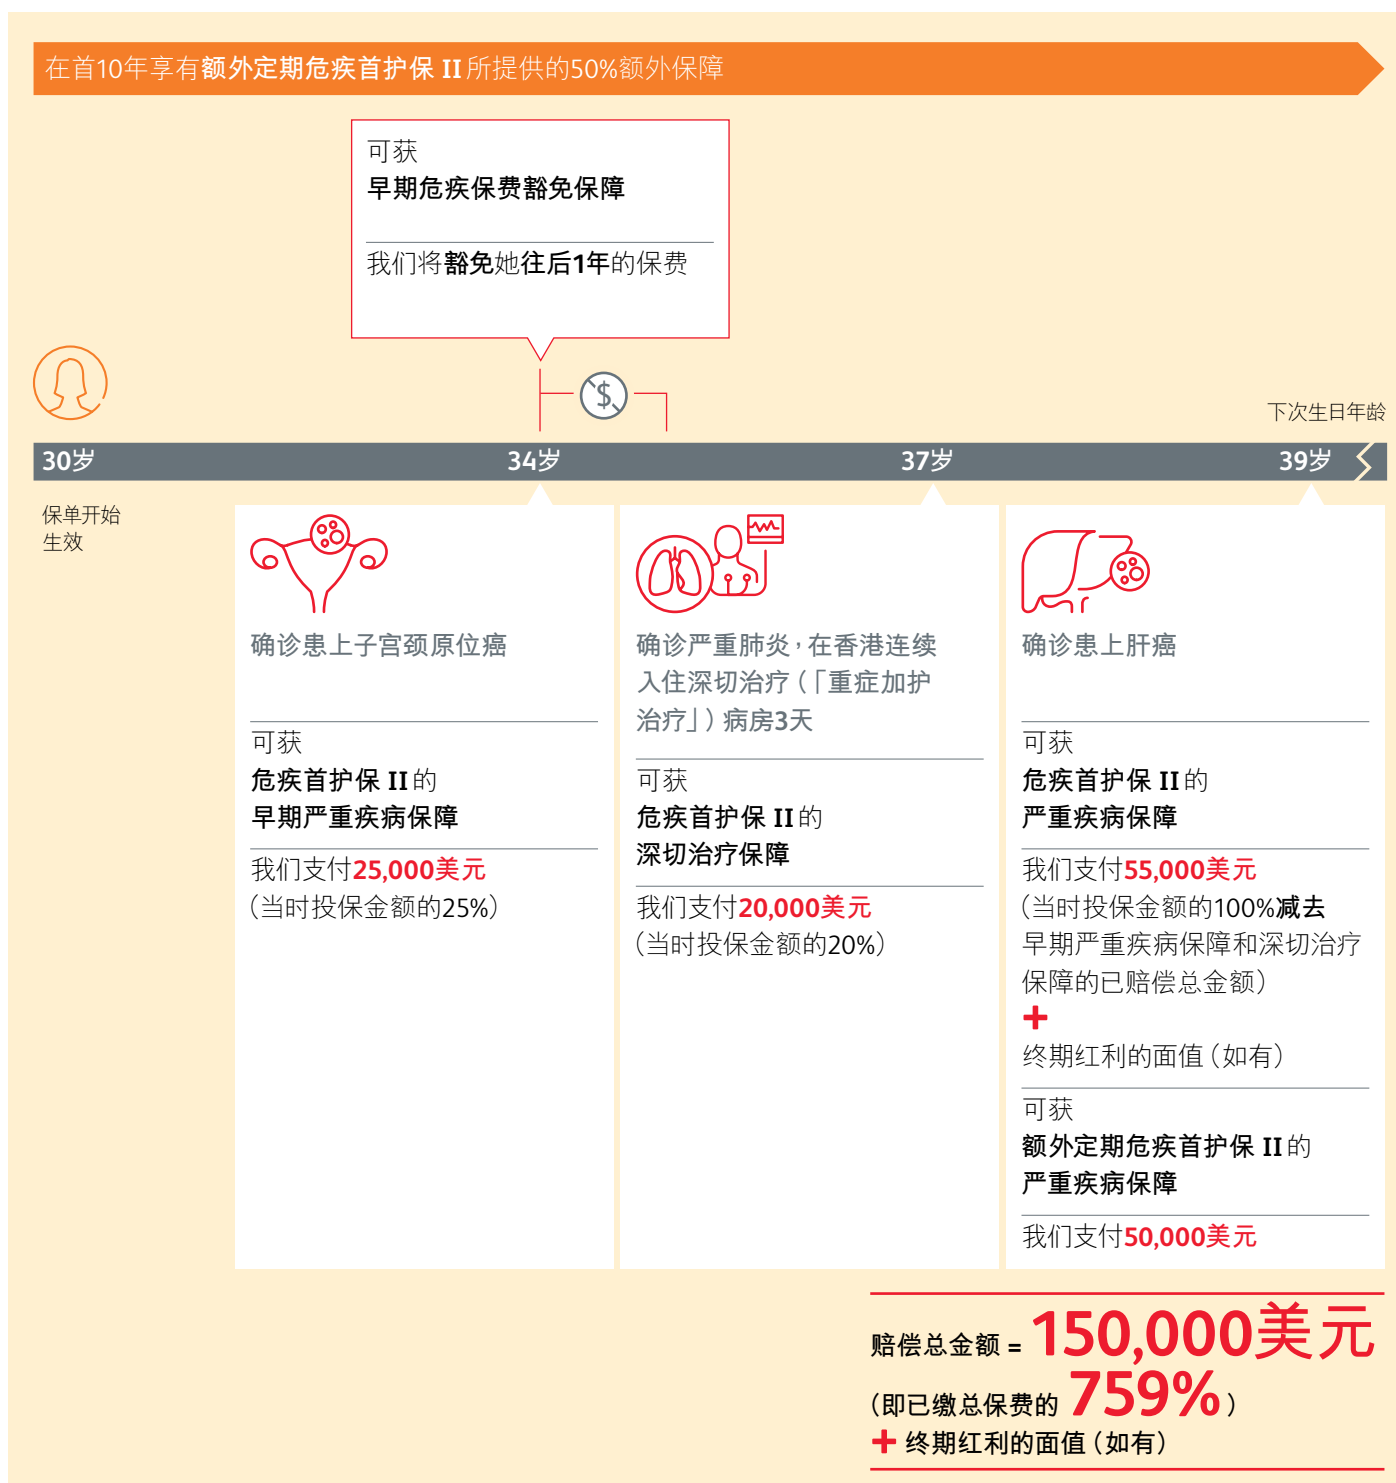 在首10年享有额外定期危疾首护保 II 所提供的50%额外保障
可获
早期危疾保费豁免保障
我们将豁免她往后1年的保费
$
下次生日年龄
30岁
34岁
37岁
39岁
保单开始
生效
确诊患上子宫颈原位癌
可获
危疾首护保 II 的
早期严重疾病保障
我们支付25,000美元
（当时投保金额的25%）
确诊严重肺炎，在香港连续
入住深切治疗（「重症加护
治疗」）病房3天
可获
危疾首护保 II 的
深切治疗保障
我们支付20,000美元
（当时投保金额的20%）
确诊患上肝癌
可获
危疾首护保 II 的
严重疾病保障
我们支付55,000美元
（当时投保金额的100%减去
早期严重疾病保障和深切治疗
保障的已赔偿总金额）
+
终期红利的面值（如有）
可获
额外定期危疾首护保 II 的
严重疾病保障
我们支付50,000美元
赔偿总金额 = 150,000美元
（即已缴总保费的 759%）
+ 终期红利的面值（如有）